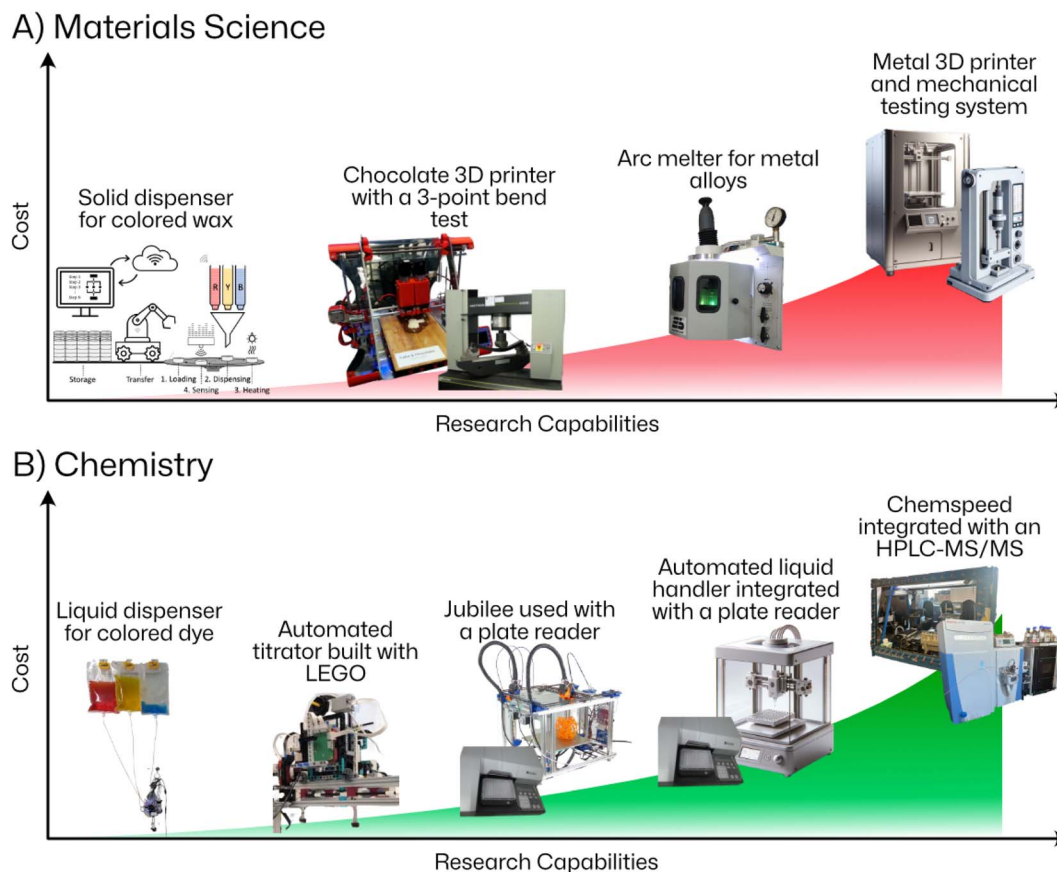 A) Materials Science
Cost
Solid dispenser
for colored wax
R Y B
Storage
Transfer
1. Loading
2. Dispensing
4. Sensing
3. Heating
Chocolate 3D printer
with a 3-point bend
test
Arc melter for metal
alloys
Metal 3D printer
and mechanical
testing system
Research Capabilities
B) Chemistry
Cost
Liquid dispenser
for colored dye
Automated
titrator built with
LEGO
Jubilee used with
a plate reader
Automated liquid
handler integrated
with a plate reader
Chemspeed
integrated with an
HPLC-MS/MS
Research Capabilities